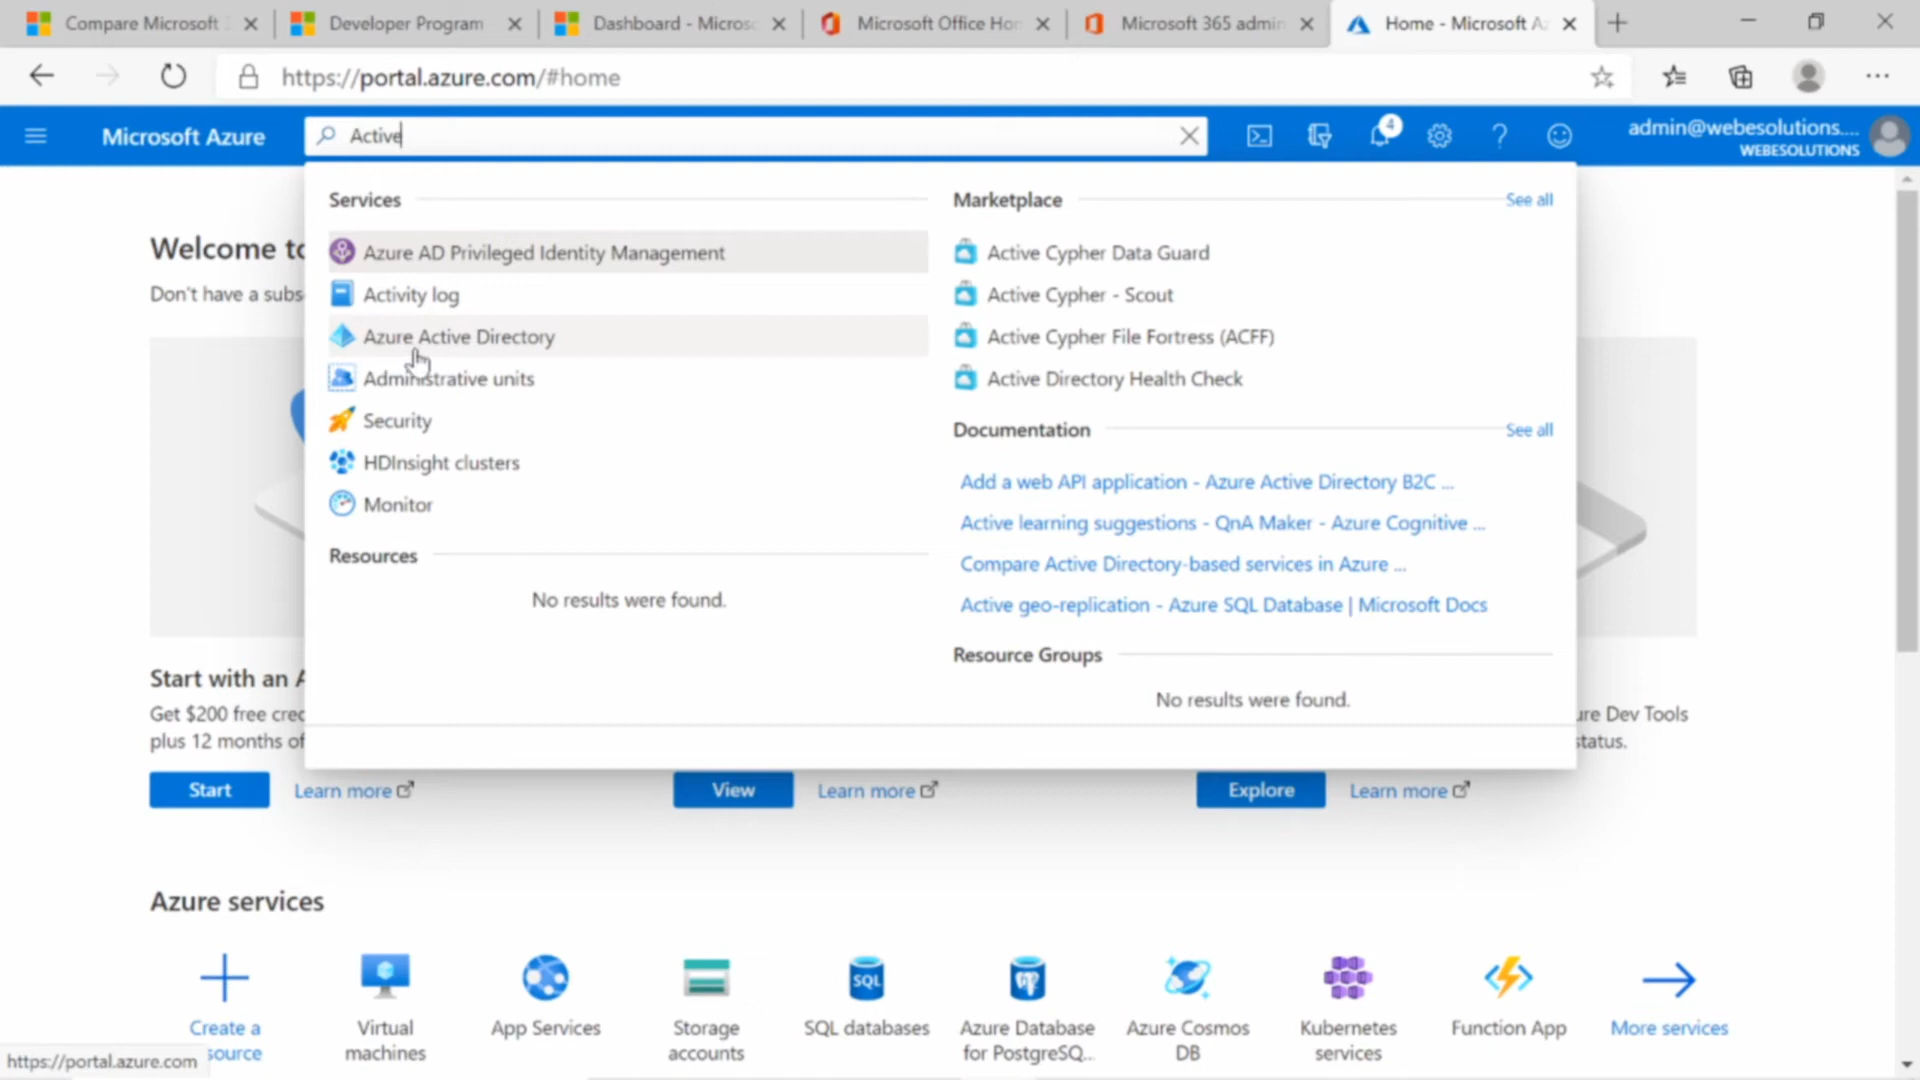 Compare Microsoft
Developer Program
Dashboard - Micros
Microsoft Office Hon
Microsoft 365 admin
Home - Microsoft Az
https://portal.azure.com/#home
Microsoft Azure
Active
4
admin@webesolutions....
WEBESOLUTIONS
Services
Azure AD Privileged Identity Management
Activity log
Azure Active Directory
Administrative units
Security
HDInsight clusters
Monitor
Resources
No results were found.
Marketplace
See all
Active Cypher Data Guard
Active Cypher - Scout
Active Cypher File Fortress (ACFF)
Active Directory Health Check
Documentation
See all
Add a web API application - Azure Active Directory B2C ...
Active learning suggestions - QnA Maker - Azure Cognitive ...
Compare Active Directory-based services in Azure ...
Active geo-replication - Azure SQL Database | Microsoft Docs
Resource Groups
No results were found.
Welcome to
Don't have a subs
Start with an A
Get $200 free cred
plus 12 months of
ure Dev Tools
status.
Start
Learn more
View
Learn more
Explore
Learn more
Azure services
Create a
source
Virtual
machines
App Services
Storage
accounts
SQL
SQL databases
Azure Database
for PostgreSQ...
Azure Cosmos
DB
Kubernetes
services
Function App
More services
https://portal.azure.com